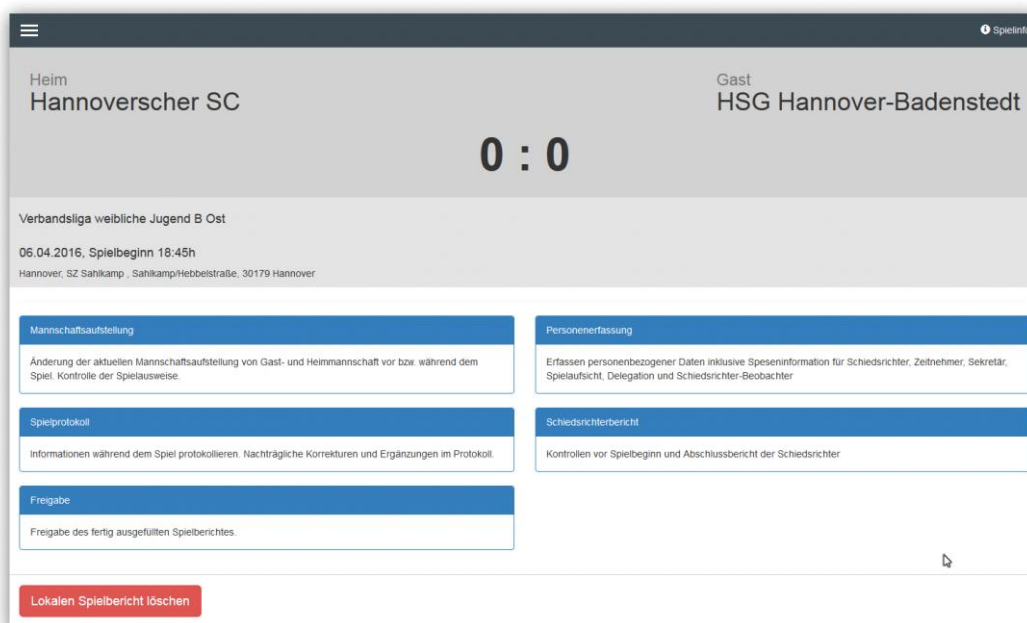 Spielinfo
Heim
Hannoverscher SC
Gast
HSG Hannover-Badenstedt
0 : 0
Verbandsliga weibliche Jugend B Ost
06.04.2016, Spielbeginn 18:45h
Hannover, SZ Sahlkamp , Sahlkamp/Hebbelstraße, 30179 Hannover
Mannschaftsaufstellung
Änderung der aktuellen Mannschaftsaufstellung von Gast- und Heimmannschaft vor bzw. während dem
Spiel. Kontrolle der Spielausweise.
Personenerfassung
Erfassen personenbezogener Daten inklusive Speseninformation für Schiedsrichter, Zeitnehmer, Sekretär,
Spielaufsicht, Delegation und Schiedsrichter-Beobachter
Spielprotokoll
Informationen während dem Spiel protokollieren. Nachträgliche Korrekturen und Ergänzungen im Protokoll.
Schiedsrichterbericht
Kontrollen vor Spielbeginn und Abschlussbericht der Schiedsrichter
Freigabe
Freigabe des fertig ausgefüllten Spielberichtes.
Lokalen Spielbericht löschen